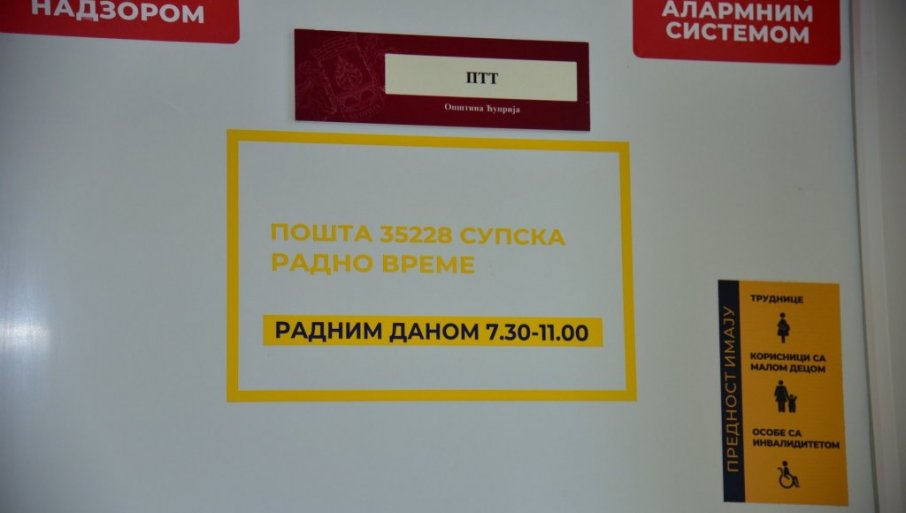 НАДЗОРОМ
АЛАРМНИМ
СИСТЕМОМ
ПТТ
Општина Ћуприја
ПОШТА 35228 СУПСКА
РАДНО ВРЕМЕ
РАДНИМ ДАНОМ 7.30-11.00
ПРЕДНОСТ ИМАЈУ
ТРУДНИЦЕ
КОРИСНИЦИ СА
МАЛОМ ДЕЦОМ
ОСОБЕ СА
ИНВАЛИДИТЕТОМ